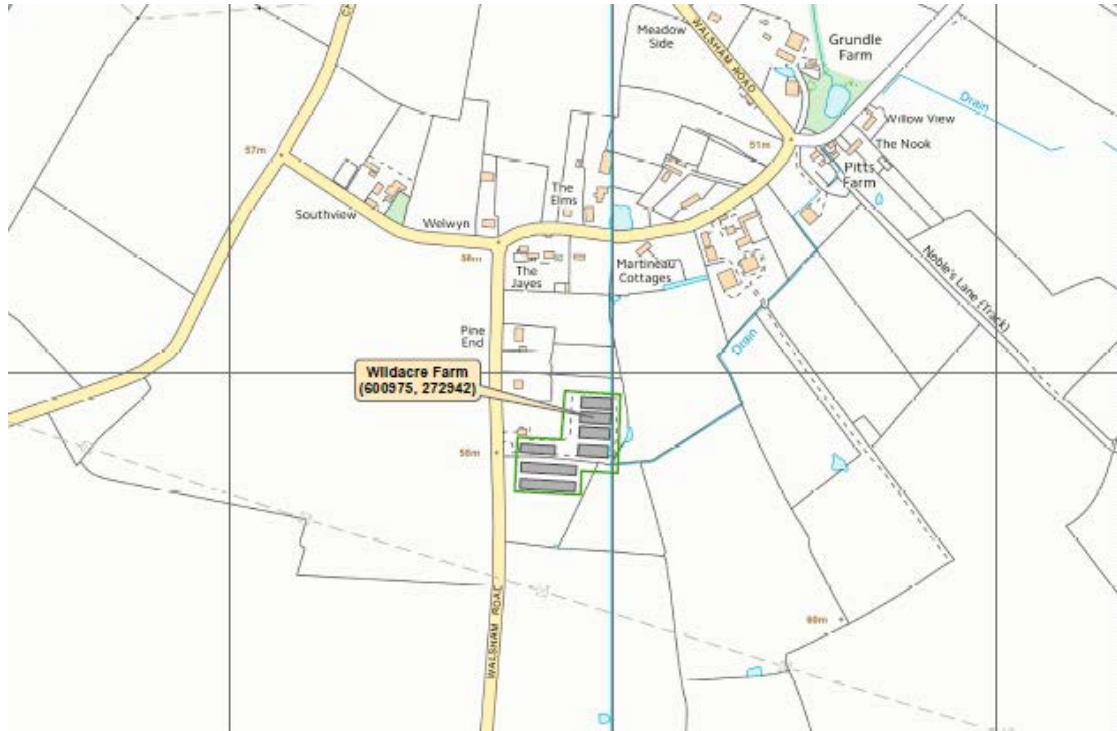 Meadow
Side
WALSHAM ROAD
Grundle
Farm
Drain
Willow View
The Nook
51m
Pitts
Farm
57m
Southview
Welwyn
The
Elms
58m
The
Jayes
Martineau
Cottages
Noble's Lane (Track)
Drain
Pine
End
Wildacre Farm
(600975, 272942)
58m
WALSHAM ROAD
60m